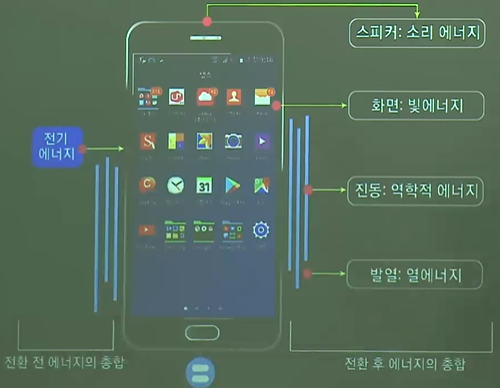 스피커: 소리 에너지
화면: 빛에너지
전기
에너지
31
진동: 역학적 에너지
발열: 열에너지
전환 전 에너지의 총합
전환 후 에너지의 총합